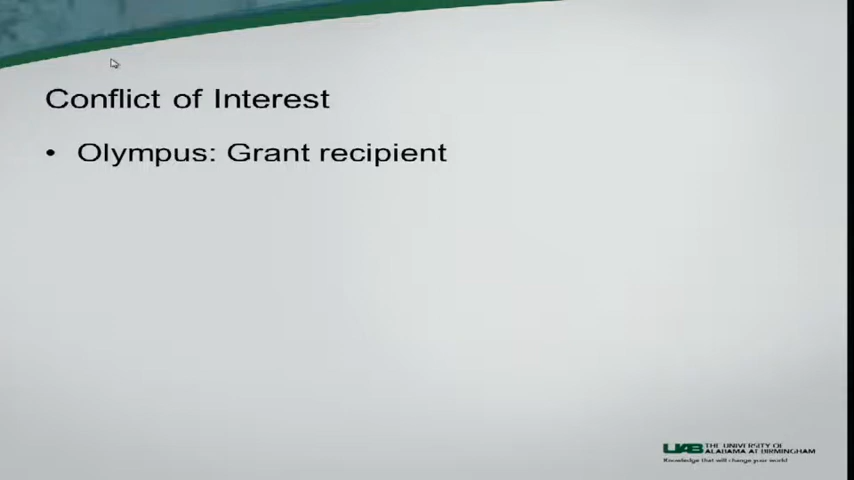 Conflict of Interest
• Olympus: Grant recipient
UAB THE UNIVERSITY OF
ALABAMA AT BIRMINGHAM
Knowledge that will change your world